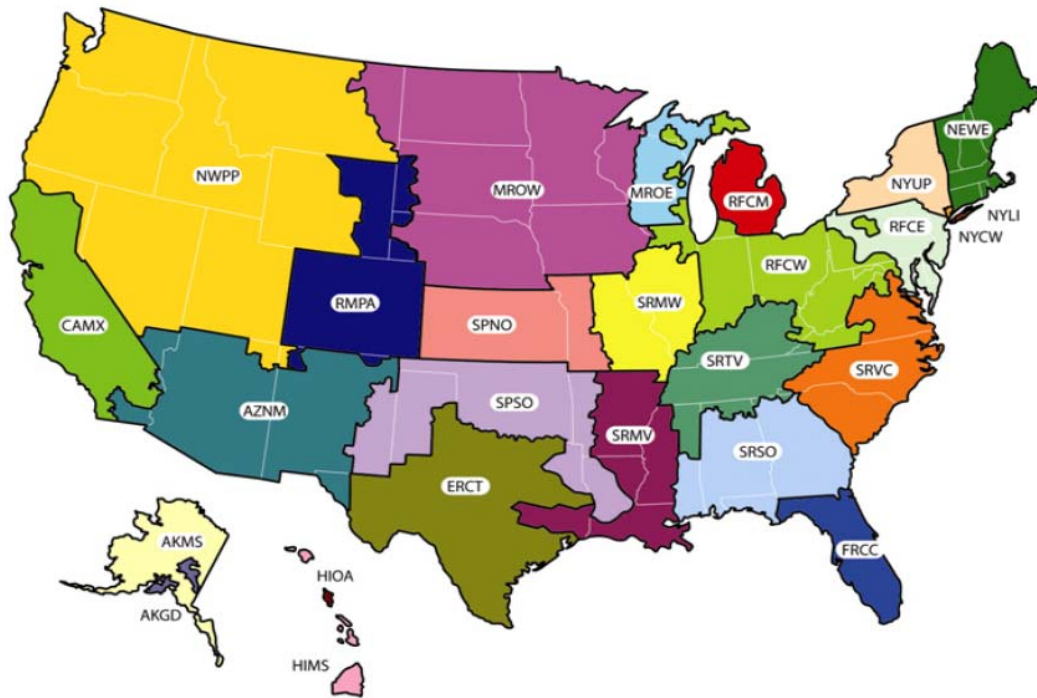 NEWE
NWPP
MROW
MROE
RFCM
NYUP
NYLI
NYCW
RFCE
RFCW
RMPA
SRMW
CAMX
SPNO
SRTV
SRVC
AZNM
SPSO
SRMV
SRSO
ERCT
FRCC
AKMS
HIOA
AKGD
HIMS